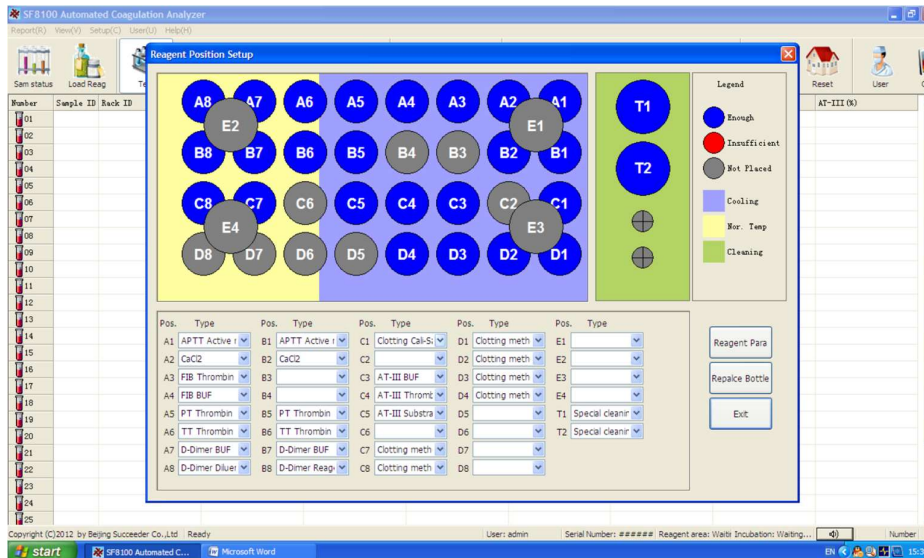 SF8100 Automated Coagulation Analyzer
Report(R) View(V) Setup(C) User(U) Help(H)
Sam status Load Reag Te Reset User
Reagent Position Setup
Number Sample ID Rack ID AT-III(%)
01
02
03
04
05
06
07
08
09
10
11
12
13
14
15
16
17
18
19
20
21
22
23
24
25
A8 A7 A6 A5 A4 A3 A2 A1
E2 E1
B8 B7 B6 B5 B4 B3 B2 B1
C8 C7 C6 C5 C4 C3 C2 C1
E4 E3
D8 D7 D6 D5 D4 D3 D2 D1
T1
T2
Legend
Enough
Insufficient
Not Placed
Cooling
Nor. Temp
Cleaning
Pos. Type Pos. Type Pos. Type Pos. Type Pos. Type
A1 APTT Active B1 APTT Active C1 Clotting Cali-Sa D1 Clotting meth E1
A2 CaCl2 B2 CaCl2 C2 D2 Clotting meth E2
A3 FIB Thrombin B3 C3 AT-III BUF D3 Clotting meth E3
A4 FIB BUF B4 C4 AT-III Thromb D4 Clotting meth E4
A5 PT Thrombin B5 PT Thrombin C5 AT-III Substra D5 T1 Special cleanin
A6 TT Thrombin B6 TT Thrombin C6 D6 T2 Special cleanin
A7 D-Dimer BUF B7 D-Dimer BUF C7 Clotting meth D7
A8 D-Dimer Diluer B8 D-Dimer Reag C8 Clotting meth D8
Reagent Para
Repalce Bottle
Exit
Copyright (C)2012 by Beijing Succeeder Co.,Ltd Ready User: admin Serial Number: ###### Reagent area: Waiti Incubation: Waiting... Number
start SF8100 Automated C... Microsoft Word EN 15:3